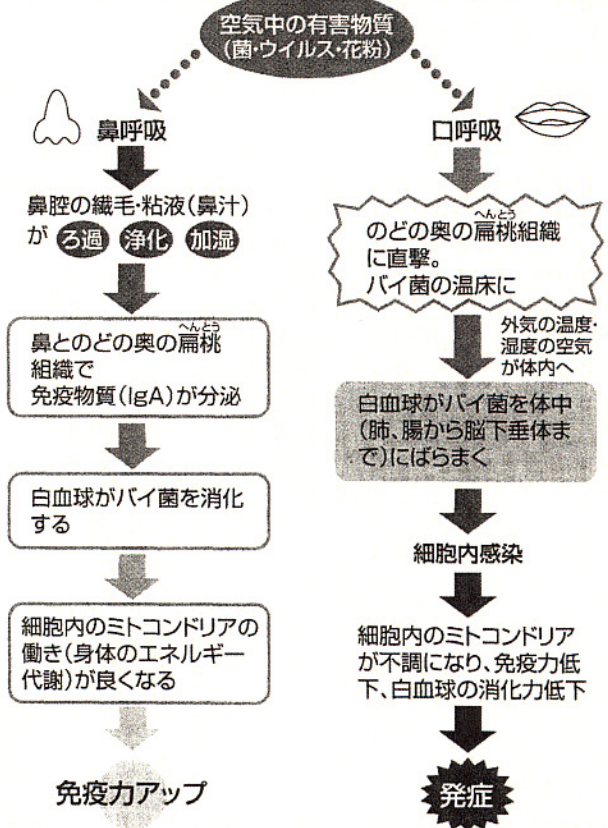 空気中の有害物質
(菌・ウイルス・花粉)
鼻呼吸
鼻腔の繊毛・粘液(鼻汁)
が ろ過 浄化 加湿
へんとう
鼻とのどの奥の扁桃
組織で
免疫物質(IgA)が分泌
白血球がバイ菌を消化
する
細胞内のミトコンドリアの
働き(身体のエネルギー
代謝)が良くなる
免疫力アップ
口呼吸
へんとう
のどの奥の扁桃組織
に直撃。
バイ菌の温床に
外気の温度・
湿度の空気
が体内へ
白血球がバイ菌を体中
(肺、腸から脳下垂体ま
で)にばらまく
細胞内感染
細胞内のミトコンドリア
が不調になり、免疫力低
下、白血球の消化力低下
発症